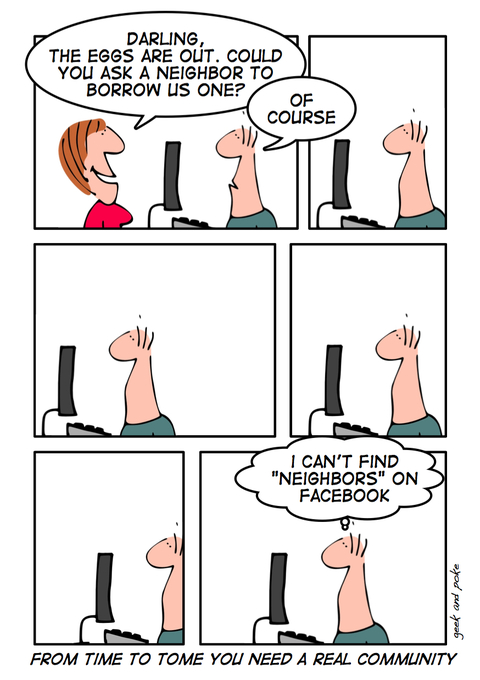 DARLING,
THE EGGS ARE OUT. COULD
YOU ASK A NEIGHBOR TO
BORROW US ONE?
OF
COURSE
I CAN'T FIND
"NEIGHBORS" ON
FACEBOOK
geek and poke
FROM TIME TO TOME YOU NEED A REAL COMMUNITY